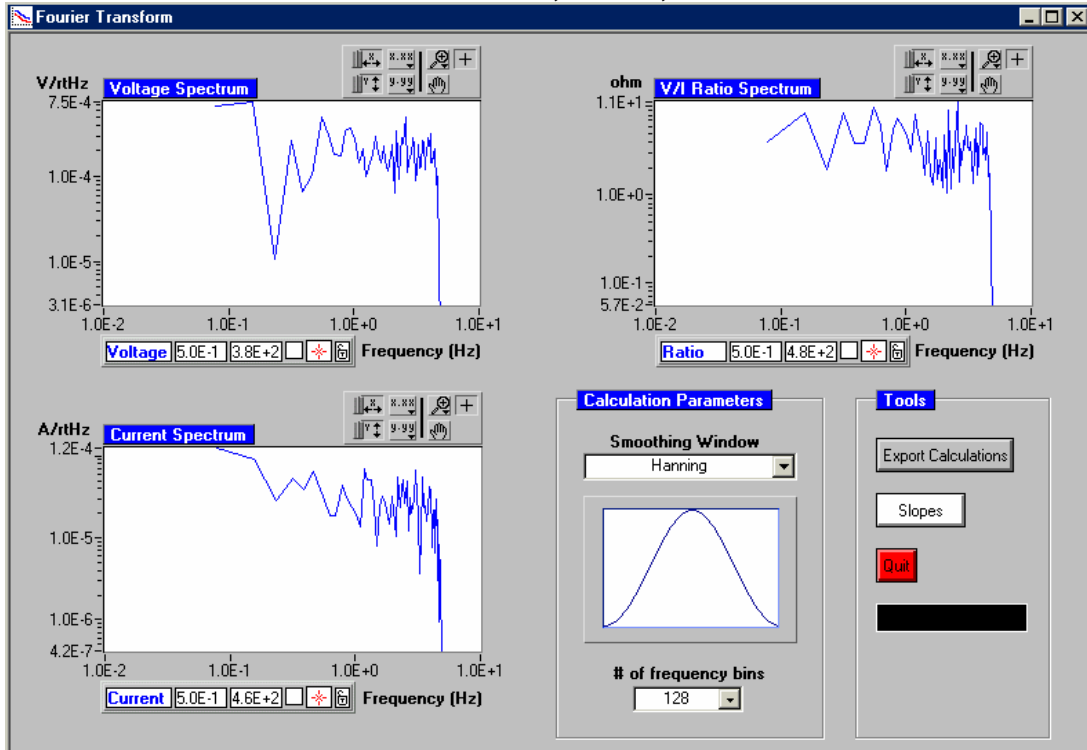 Fourier Transform
V/rtHz
Voltage Spectrum
7.5E-4
1.0E-4
1.0E-5
3.1E-6
1.0E-2 1.0E-1 1.0E+0 1.0E+1
Voltage 5.0E-1 3.8E+2 Frequency (Hz)
ohm
V/I Ratio Spectrum
1.1E+1
1.0E+0
1.0E-1
5.7E-2
1.0E-2 1.0E-1 1.0E+0 1.0E+1
Ratio 5.0E-1 4.8E+2 Frequency (Hz)
A/rtHz
Current Spectrum
1.2E-4
1.0E-5
1.0E-6
4.2E-7
1.0E-2 1.0E-1 1.0E+0 1.0E+1
Current 5.0E-1 4.6E+2 Frequency (Hz)
Calculation Parameters
Smoothing Window
Hanning
# of frequency bins
128
Tools
Export Calculations
Slopes
Quit